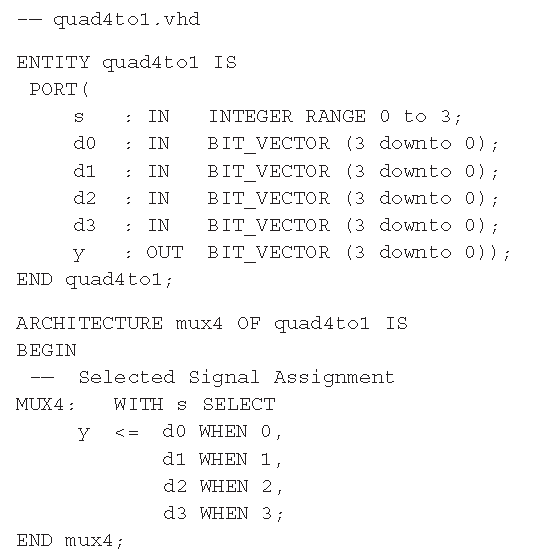 -- quad4to1.vhd
ENTITY quad4to1 IS
PORT(
s : IN INTEGER RANGE 0 to 3;
d0 : IN BIT_VECTOR (3 downto 0);
d1 : IN BIT_VECTOR (3 downto 0);
d2 : IN BIT_VECTOR (3 downto 0);
d3 : IN BIT_VECTOR (3 downto 0);
y : OUT BIT_VECTOR (3 downto 0));
END quad4to1;
ARCHITECTURE mux4 OF quad4to1 IS
BEGIN
-- Selected Signal Assignment
MUX4: WITH s SELECT
y <= d0 WHEN 0,
d1 WHEN 1,
d2 WHEN 2,
d3 WHEN 3;
END mux4;